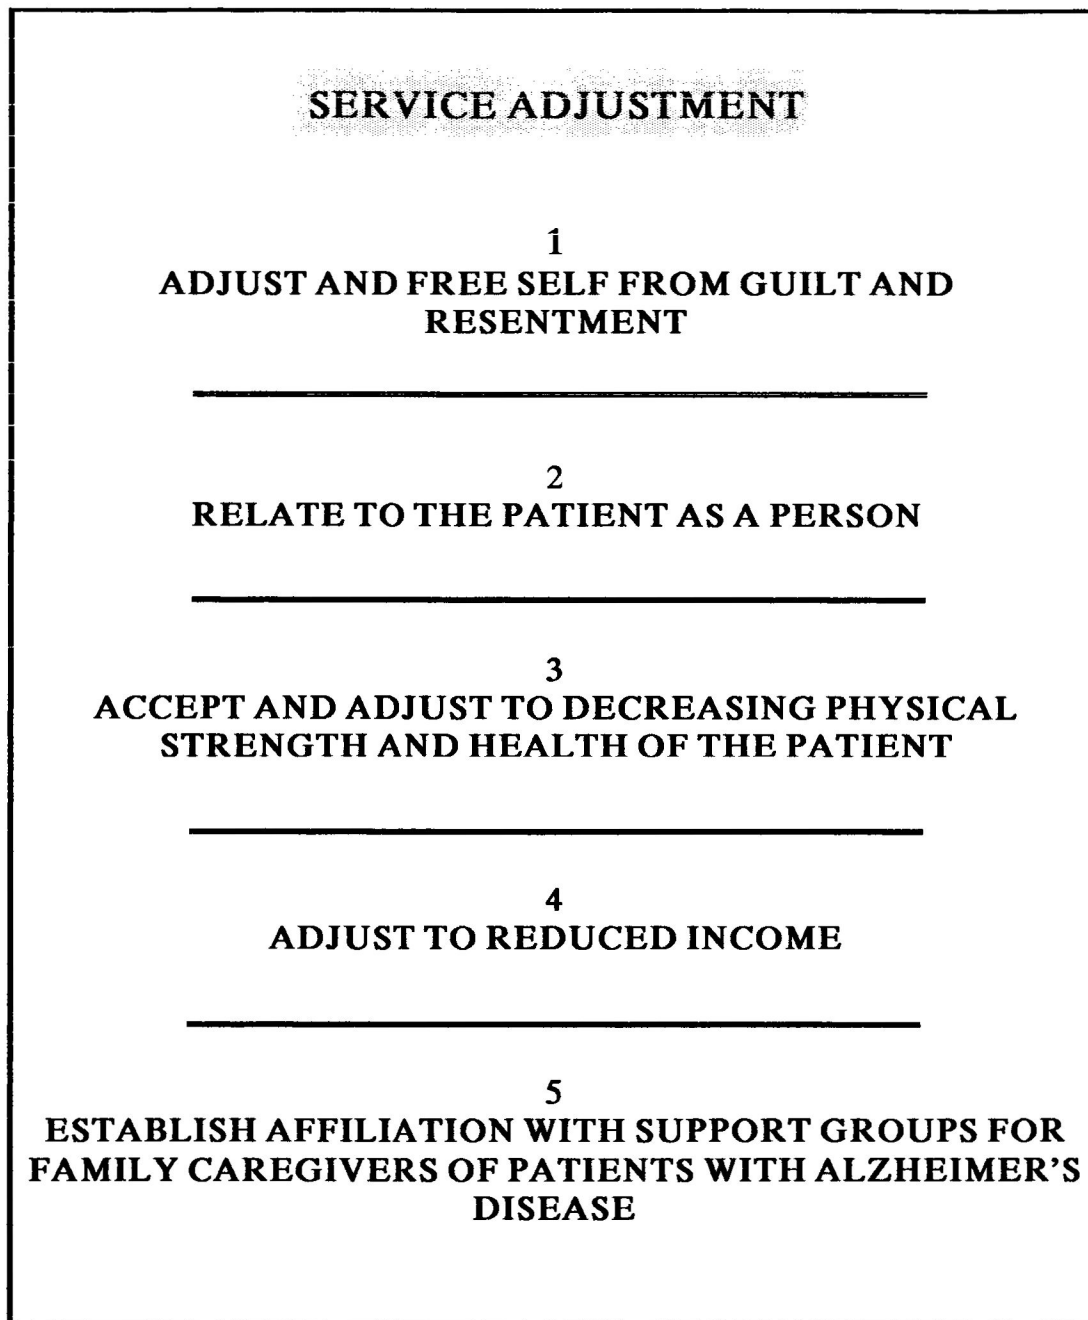 SERVICE ADJUSTMENT
1
ADJUST AND FREE SELF FROM GUILT AND
RESENTMENT
2
RELATE TO THE PATIENT AS A PERSON
3
ACCEPT AND ADJUST TO DECREASING PHYSICAL
STRENGTH AND HEALTH OF THE PATIENT
4
ADJUST TO REDUCED INCOME
5
ESTABLISH AFFILIATION WITH SUPPORT GROUPS FOR
FAMILY CAREGIVERS OF PATIENTS WITH ALZHEIMER'S
DISEASE